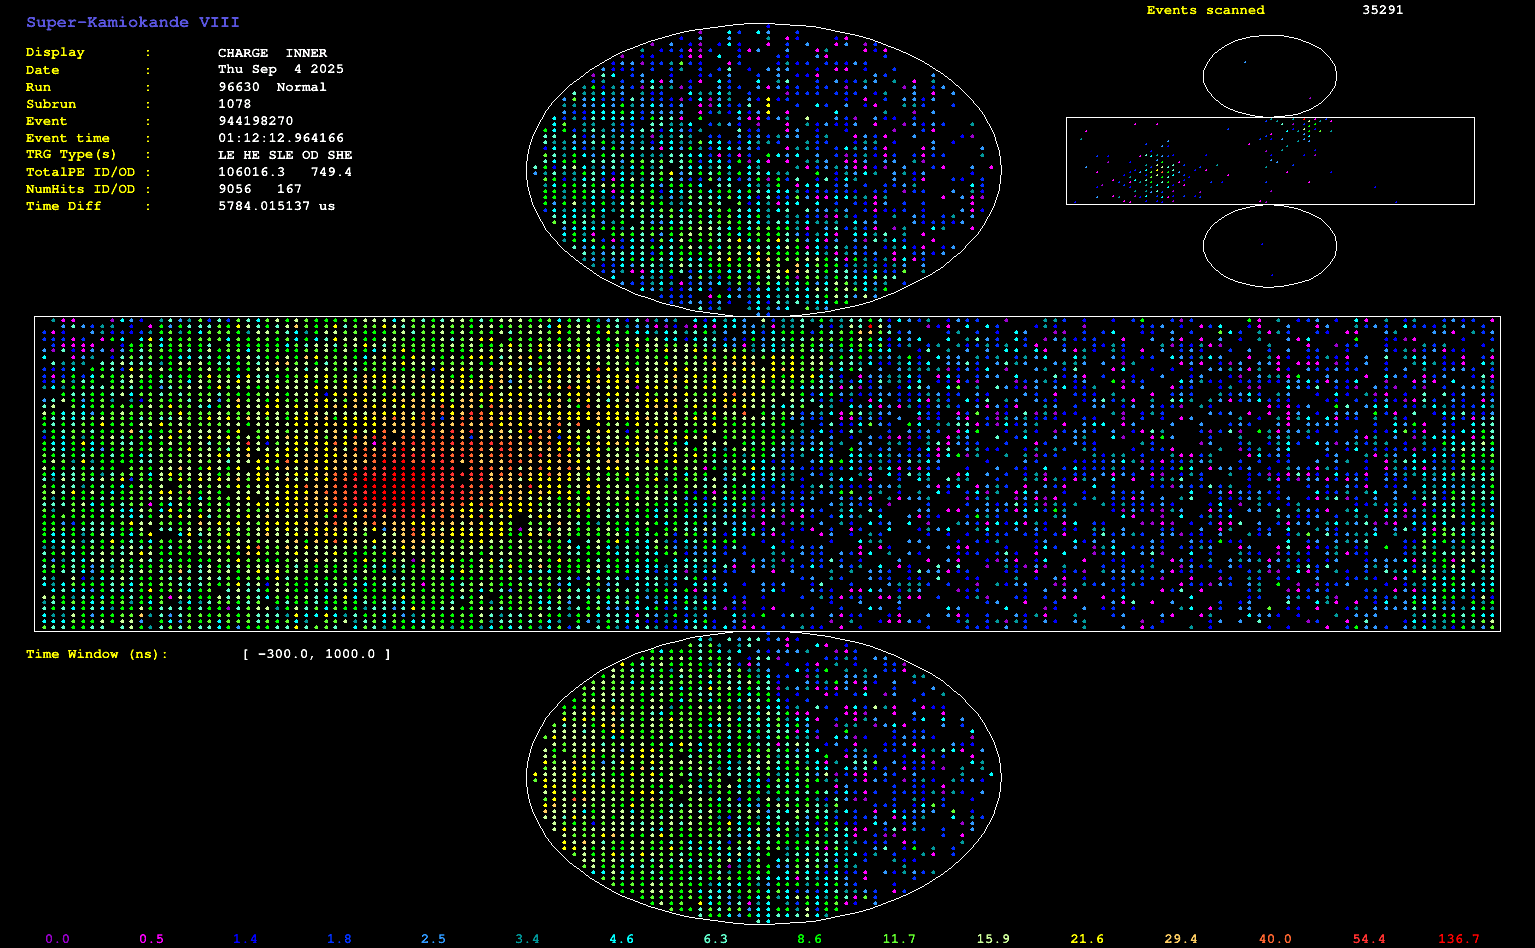 Super-Kamiokande VIII
Events scanned 35291
Display : CHARGE INNER
Date : Thu Sep 4 2025
Run : 96630 Normal
Subrun : 1078
Event : 944198270
Event time : 01:12:12.964166
TRG Type(s) : LE HE SLE OD SHE
TotalPE ID/OD : 106016.3 749.4
NumHits ID/OD : 9056 167
Time Diff : 5784.015137 us
Time Window (ns): [ -300.0, 1000.0 ]
0.0 0.5 1.4 1.8 2.5 3.4 4.6 6.3 8.6 11.7 15.9 21.6 29.4 40.0 54.4 136.7